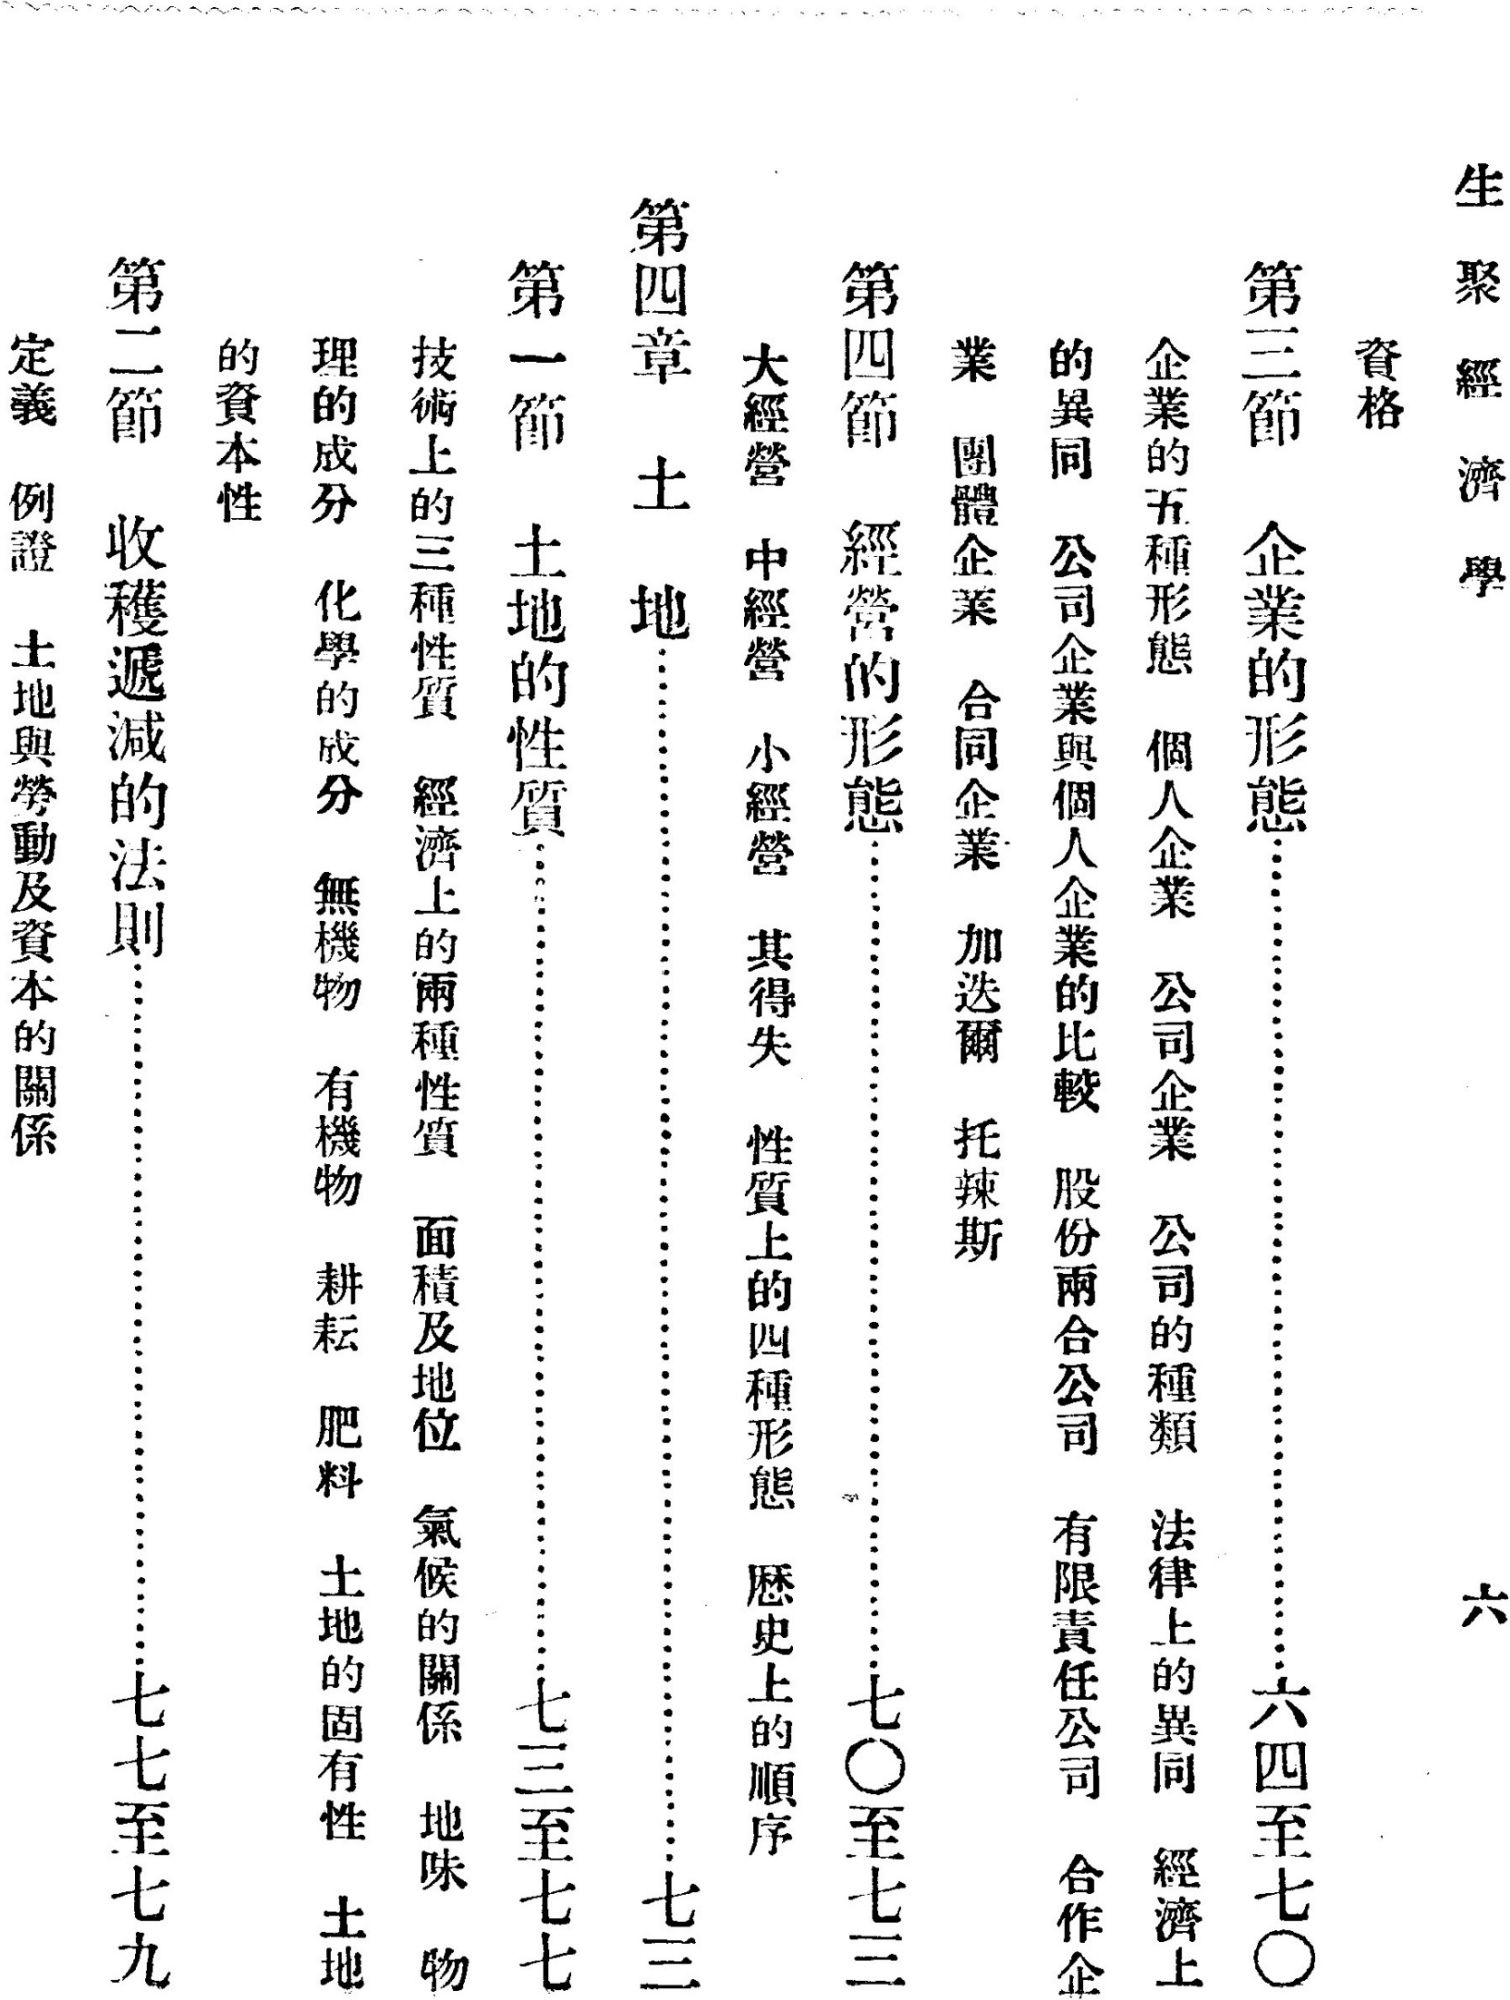 生聚經濟學 六
資格
第三節 企業的形態……六四至七〇
企業的五種形態 個人企業 公司企業 公司的種類 法律上的異同 經濟上
的異同 公司企業與個人企業的比較 股份兩合公司 有限責任公司 合作企
業 團體企業 合同企業 加迭爾 托辣斯
第四節 經營的形態……七〇至七三
大經營 中經營 小經營 其得失 性質上的四種形態 歷史上的順序
第四章 土 地……七三
第一節 土地的性質……七三至七七
技術上的三種性質 經濟上的兩種性質 面積及地位 氣候的關係 地味 物
理的成分 化學的成分 無機物 有機物 耕耘 肥料 土地的固有性 土地
的資本性
第二節 收穫遞減的法則……七七至七九
定義 例證 土地與勞動及資本的關係